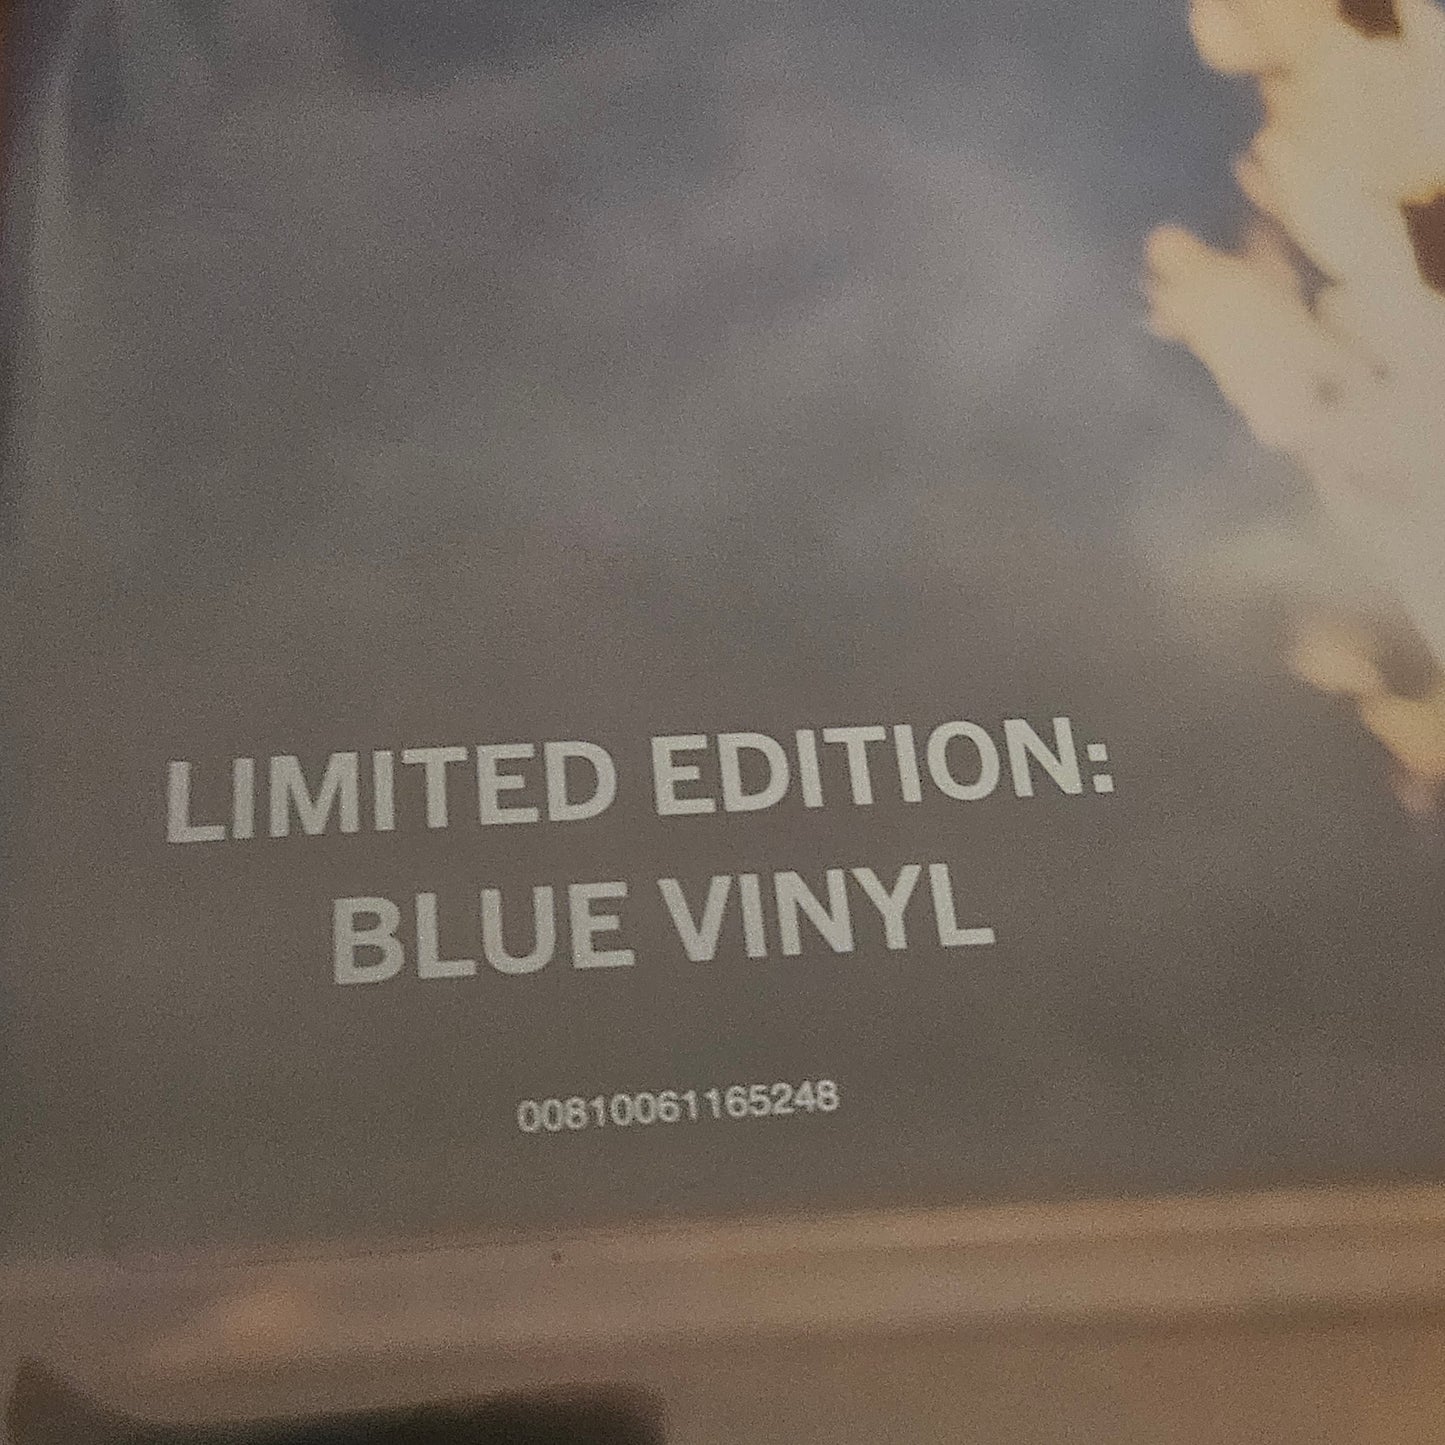 LIMITED EDITION:
BLUE VINYL
00810061165248